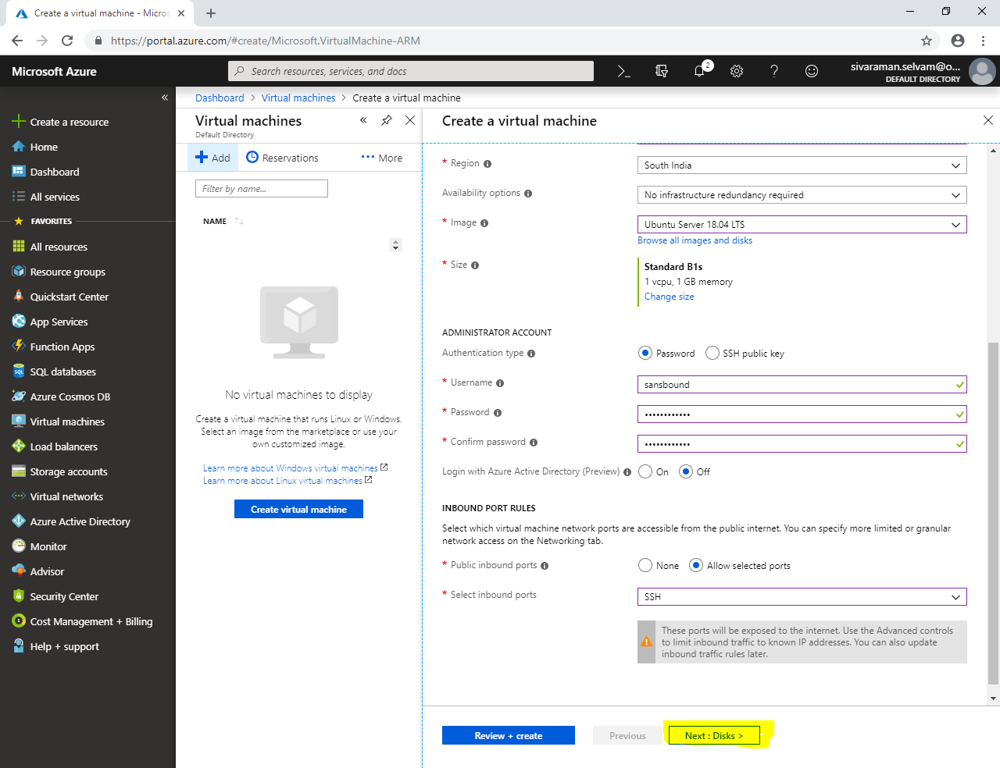 Create a virtual machine - Micros
https://portal.azure.com/#create/Microsoft.VirtualMachine-ARM
Microsoft Azure
Search resources, services, and docs
2
sivaraman.selvam@o...
DEFAULT DIRECTORY
Create a resource
Home
Dashboard
All services
FAVORITES
All resources
Resource groups
Quickstart Center
App Services
Function Apps
SQL databases
Azure Cosmos DB
Virtual machines
Load balancers
Storage accounts
Virtual networks
Azure Active Directory
Monitor
Advisor
Security Center
Cost Management + Billing
Help + support
Dashboard > Virtual machines > Create a virtual machine
Virtual machines
Default Directory
Add
Reservations
More
Filter by name...
NAME
No virtual machines to display
Create a virtual machine that runs Linux or Windows.
Select an image from the marketplace or use your
own customized image.
Learn more about Windows virtual machines
Learn more about Linux virtual machines
Create virtual machine
Create a virtual machine
* Region
South India
Availability options
No infrastructure redundancy required
* Image
Ubuntu Server 18.04 LTS
Browse all images and disks
* Size
Standard B1s
1 vcpu, 1 GB memory
Change size
ADMINISTRATOR ACCOUNT
Authentication type
Password
SSH public key
* Username
sansbound
* Password
••••••••••••
* Confirm password
••••••••••••
Login with Azure Active Directory (Preview)
On
Off
INBOUND PORT RULES
Select which virtual machine network ports are accessible from the public internet. You can specify more limited or granular
network access on the Networking tab.
* Public inbound ports
None
Allow selected ports
* Select inbound ports
SSH
These ports will be exposed to the internet. Use the Advanced controls
to limit inbound traffic to known IP addresses. You can also update
inbound traffic rules later.
Review + create
Previous
Next : Disks >